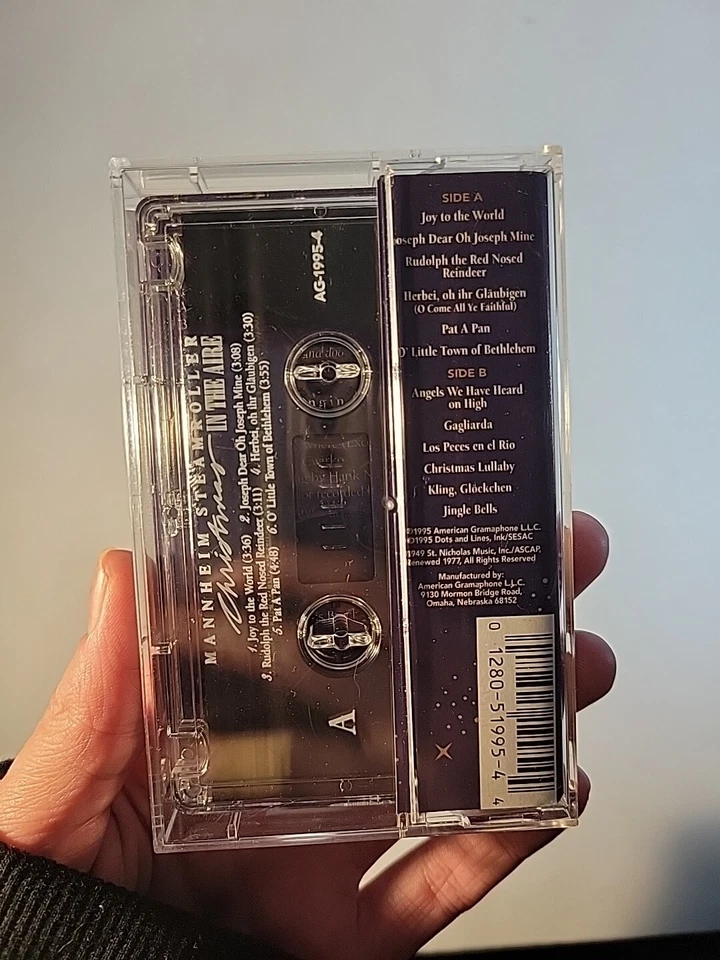 MANNHEIM STEAMROLLER
Christmas IN THE AIRE
1. Joy to the World (3:36) 2. Joseph Dear Oh Joseph Mine (3:08)
3. Rudolph the Red Nosed Reindeer (3:11) 4. Herbei, oh ihr Gläubigen (3:30)
5. Pat A Pan (4:48) 6. O' Little Town of Bethlehem (3:55)
AG-1995-4
A
SIDE A
Joy to the World
Joseph Dear Oh Joseph Mine
Rudolph the Red Nosed
Reindeer
Herbei, oh ihr Gläubigen
(O Come All Ye Faithful)
Pat A Pan
O' Little Town of Bethlehem
SIDE B
Angels We Have Heard
on High
Gagliarda
Los Peces en el Rio
Christmas Lullaby
Kling, Glöckchen
Jingle Bells
℗1995 American Gramaphone L.L.C.
©1995 Dots and Lines, Ink/SESAC
1949 St. Nicholas Music, Inc./ASCAP,
Renewed 1977, All Rights Reserved
Manufactured by:
American Gramaphone L.L.C.
9130 Mormon Bridge Road,
Omaha, Nebraska 68152
0 1280-51995-4 4